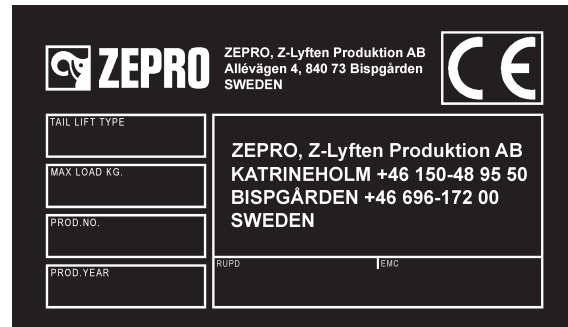 ZEPRO
ZEPRO, Z-Lyften Produktion AB
Allévägen 4, 840 73 Bispgården
SWEDEN
CE
TAIL LIFT TYPE
MAX LOAD KG.
PROD.NO.
PROD.YEAR
ZEPRO, Z-Lyften Produktion AB
KATRINEHOLM +46 150-48 95 50
BISPGÅRDEN +46 696-172 00
SWEDEN
RUPD
EMC